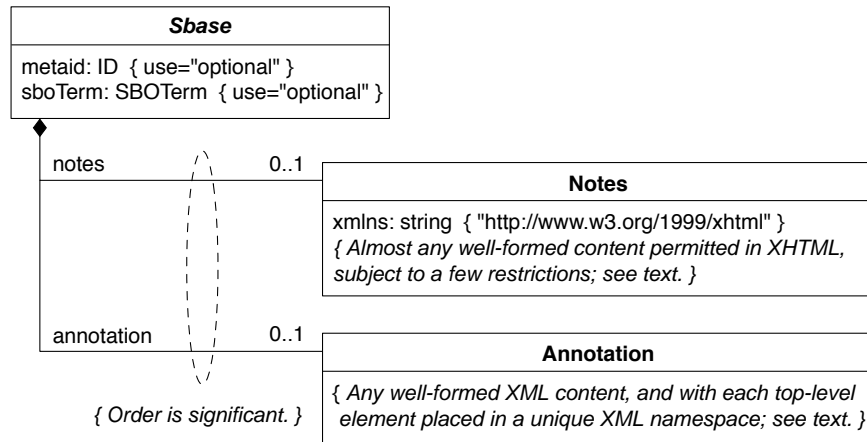 Sbase
metaid: ID { use="optional" }
sboTerm: SBOTerm { use="optional" }
notes
0..1
Notes
xmlns: string { "http://www.w3.org/1999/xhtml" }
{ Almost any well-formed content permitted in XHTML,
subject to a few restrictions; see text. }
annotation
0..1
Annotation
{ Any well-formed XML content, and with each top-level
element placed in a unique XML namespace; see text. }
{ Order is significant. }